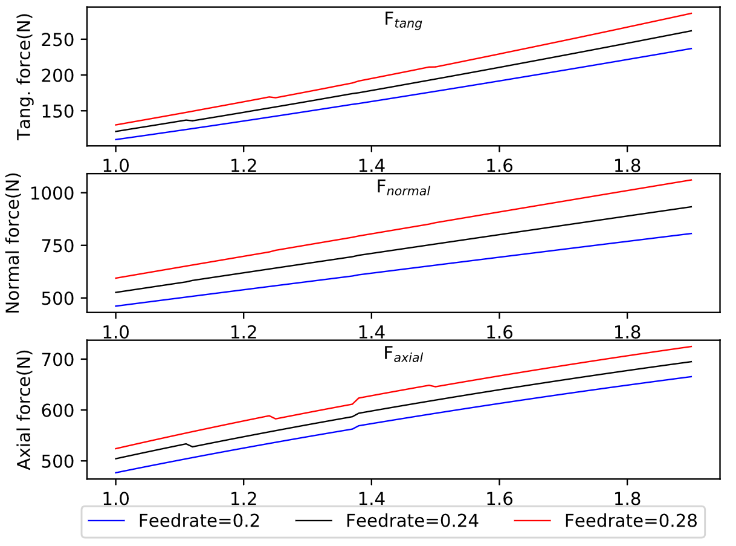 F_tang
Tang. force(N)
250
200
150
1.0 1.2 1.4 1.6 1.8
F_normal
Normal force(N)
1000
750
500
1.0 1.2 1.4 1.6 1.8
F_axial
Axial force(N)
700
600
500
1.0 1.2 1.4 1.6 1.8
Feedrate=0.2 Feedrate=0.24 Feedrate=0.28